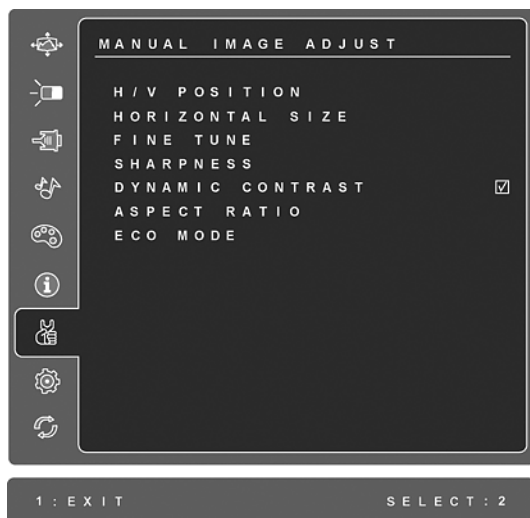 MANUAL IMAGE ADJUST
H/V POSITION
HORIZONTAL SIZE
FINE TUNE
SHARPNESS
DYNAMIC CONTRAST
ASPECT RATIO
ECO MODE
1:EXIT SELECT:2